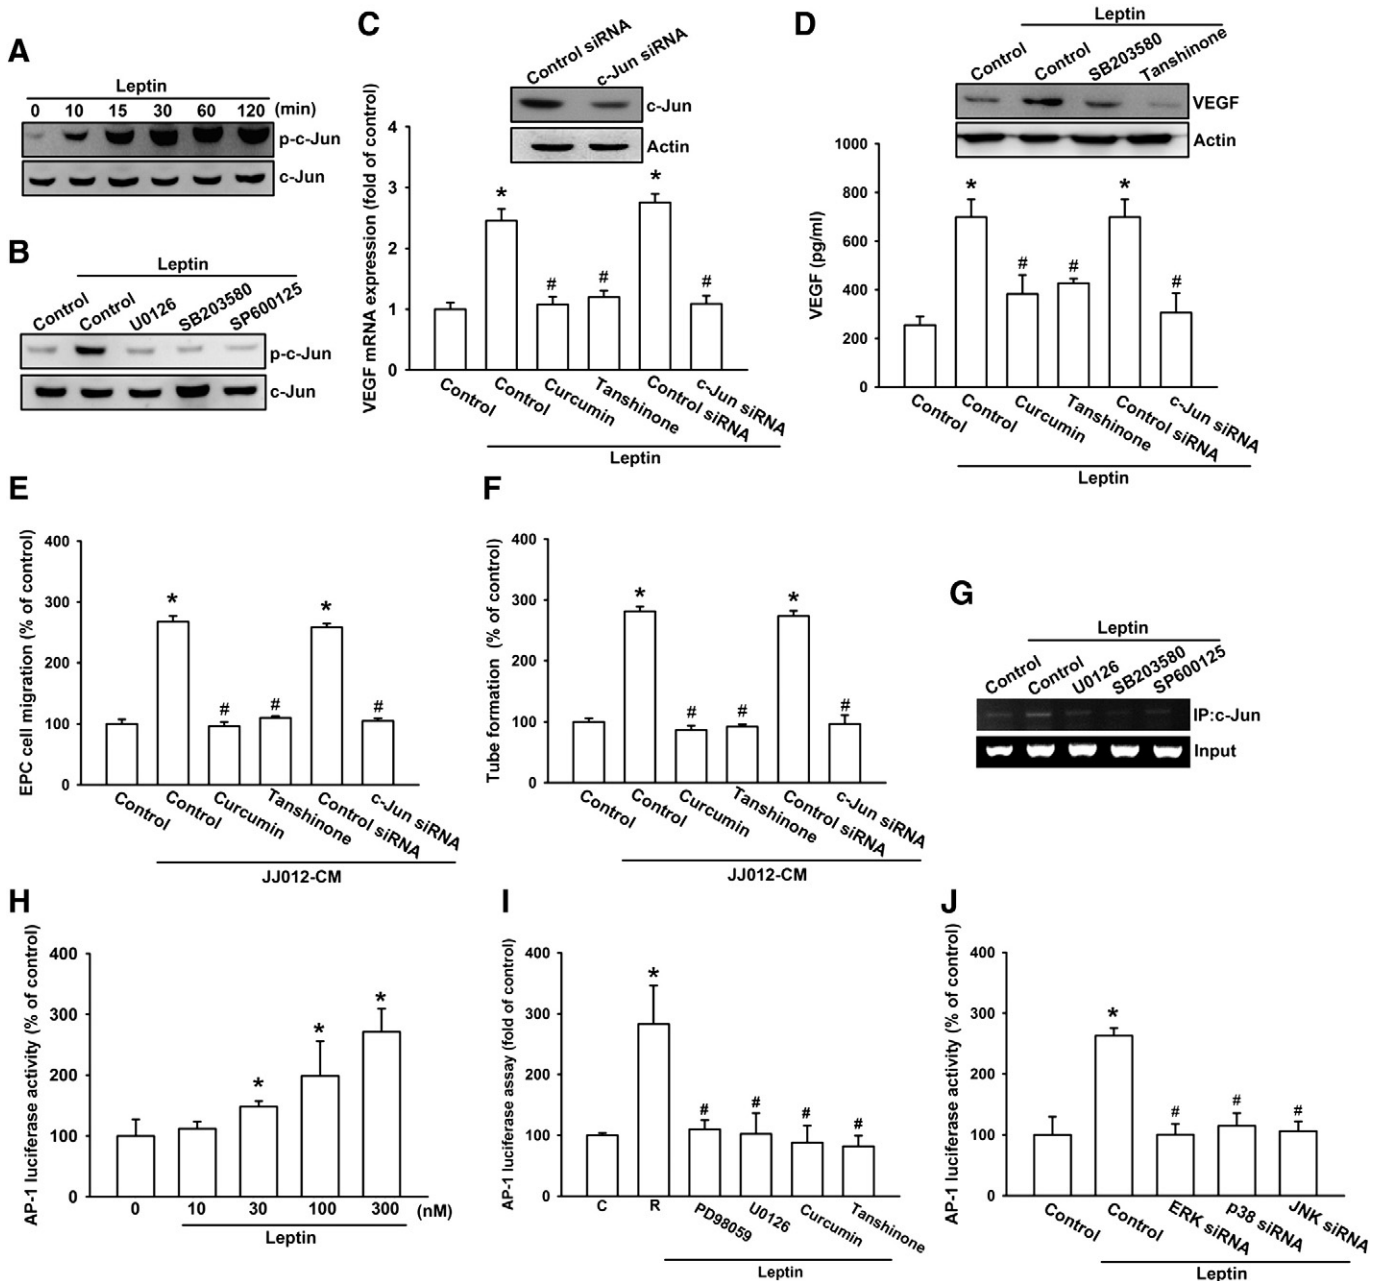 A
Leptin
0 10 15 30 60 120 (min)
p-c-Jun
c-Jun
B
Leptin
Control Control U0126 SB203580 SP600125
p-c-Jun
c-Jun
C
Control siRNA c-Jun siRNA
c-Jun
Actin
VEGF mRNA expression (fold of control)
4
3
2
1
0
* # # * #
Control Control Curcumin Tanshinone Control siRNA c-Jun siRNA
Leptin
D
Leptin
Control Control SB203580 Tanshinone
VEGF
Actin
VEGF (pg/ml)
1000
800
600
400
200
0
* # # * #
Control Control Curcumin Tanshinone Control siRNA c-Jun siRNA
Leptin
E
EPC cell migration (% of control)
400
300
200
100
0
* # # * #
Control Control Curcumin Tanshinone Control siRNA c-Jun siRNA
JJ012-CM
F
Tube formation (% of control)
400
300
200
100
0
* # # * #
Control Control Curcumin Tanshinone Control siRNA c-Jun siRNA
JJ012-CM
G
Leptin
Control Control U0126 SB203580 SP600125
IP:c-Jun
Input
H
AP-1 luciferase activity (% of control)
400
300
200
100
0
* * *
0 10 30 100 300 (nM)
Leptin
I
AP-1 luciferase assay (fold of control)
400
300
200
100
0
* # # # #
C R PD98059 U0126 Curcumin Tanshinone
Leptin
J
AP-1 luciferase activity (% of control)
400
300
200
100
0
* # # #
Control Control ERK siRNA p38 siRNA JNK siRNA
Leptin